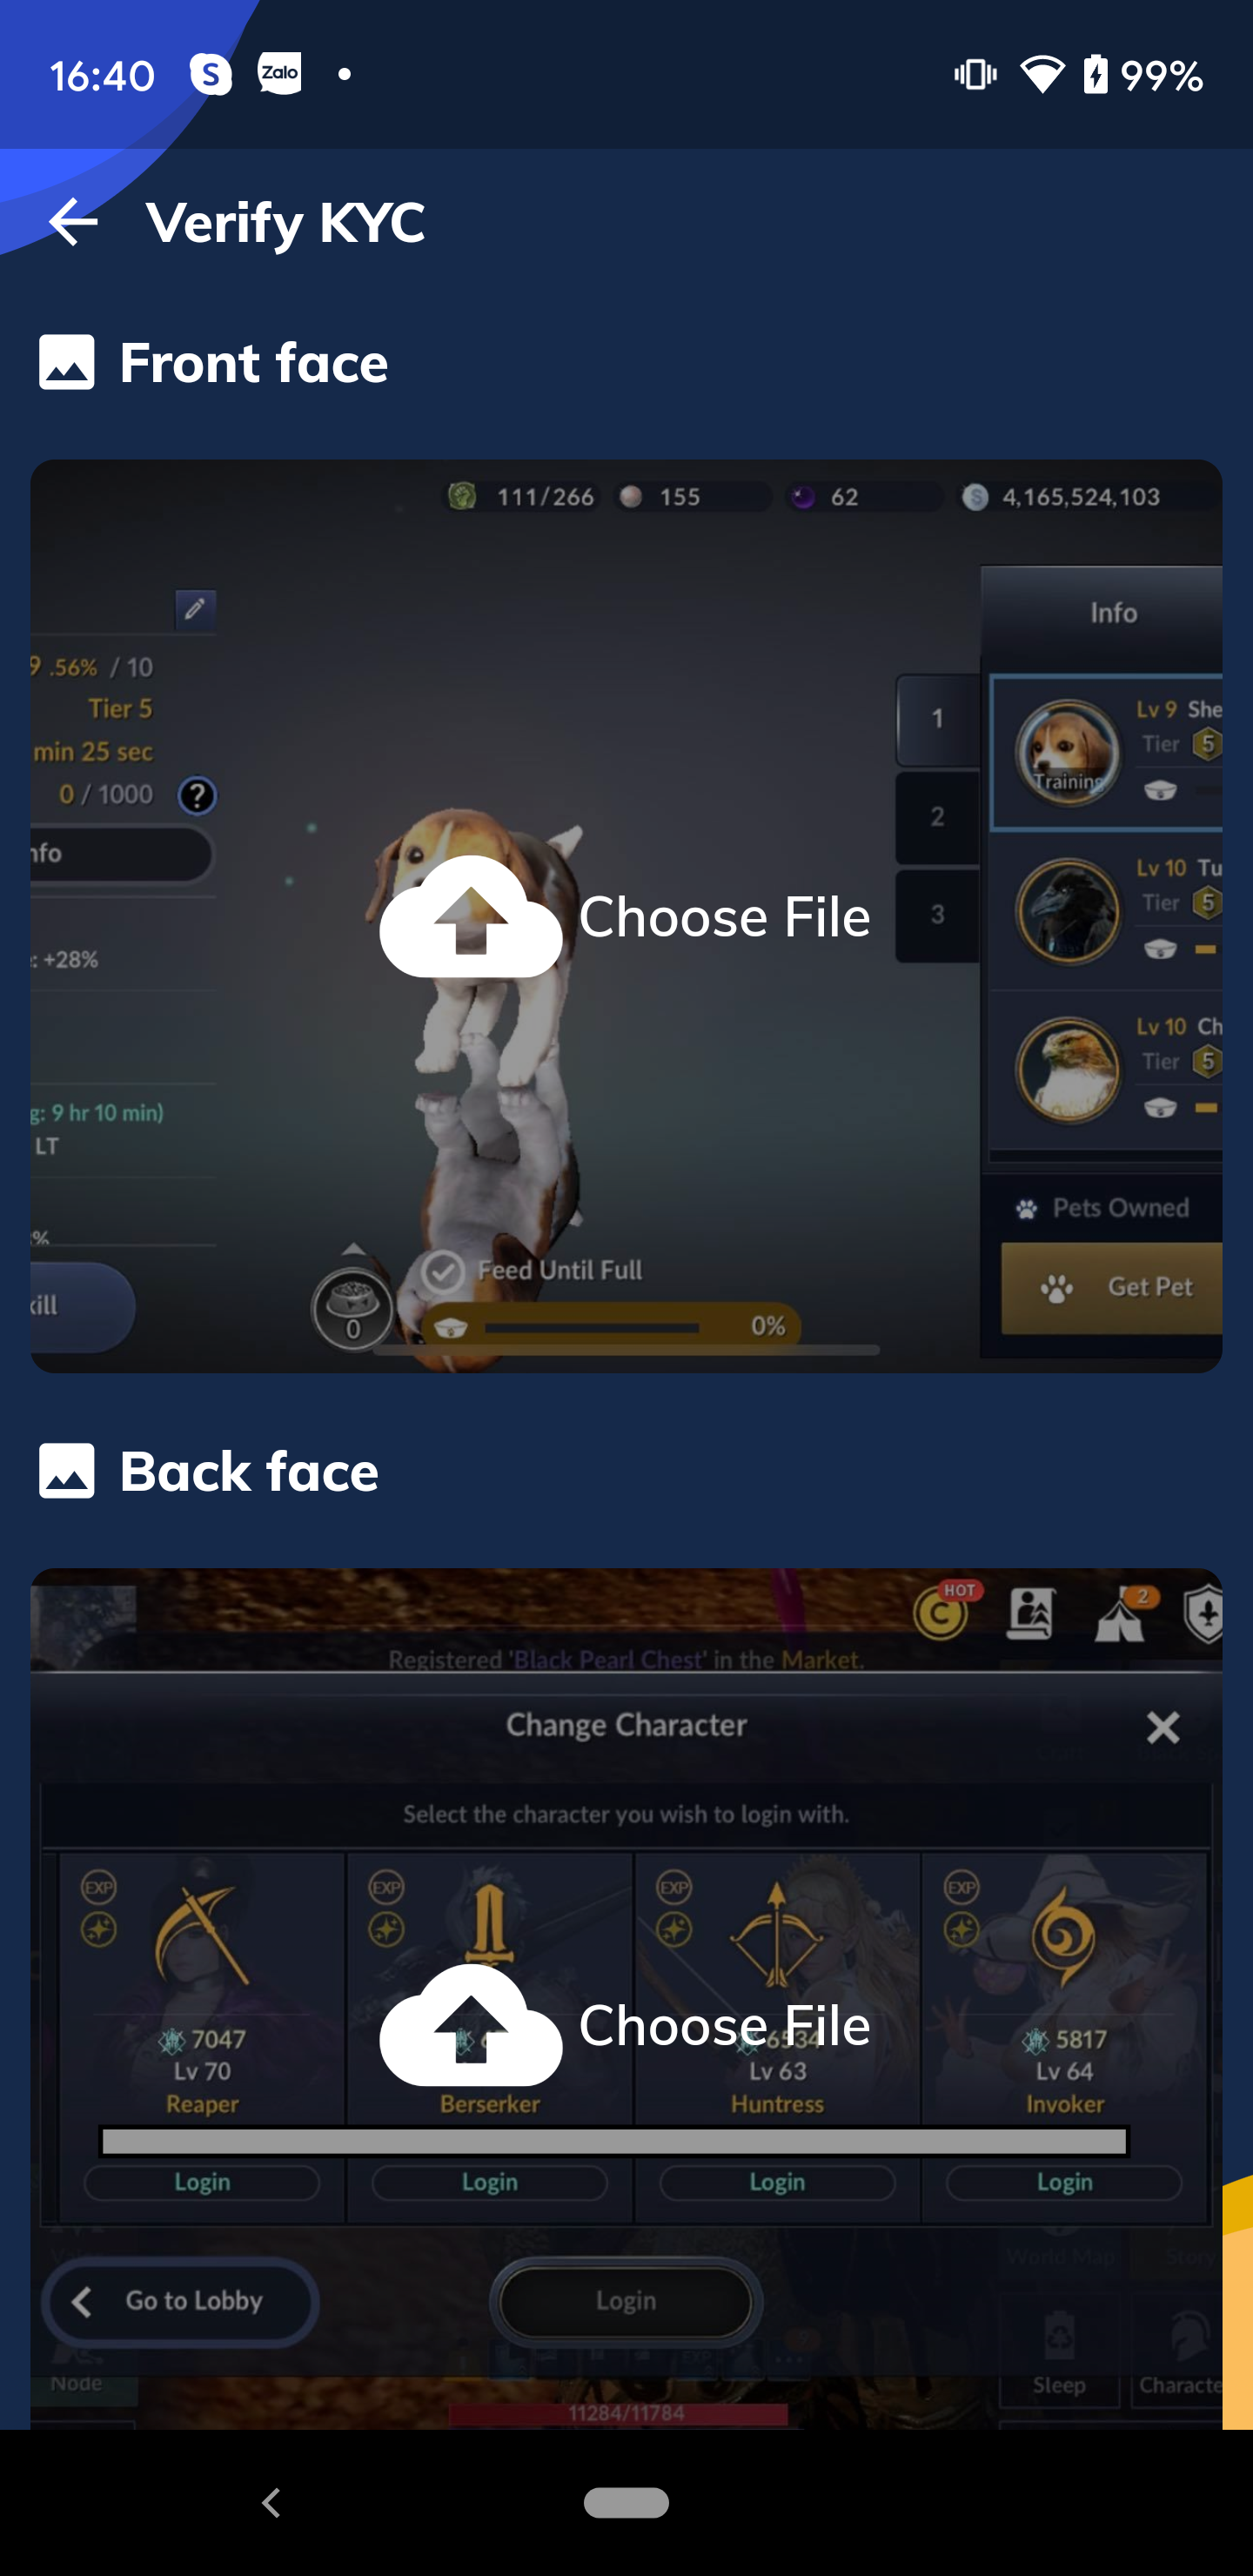 16:40 S Zalo 99%
Verify KYC
Front face
111/266 155 62 S 4,165,524,103
Info
9 .56% / 10
Tier 5
min 25 sec
0 / 1000 ?
nfo
: +28%
g: 9 hr 10 min)
LT
%
kill
1
2
3
Lv 9 She
Tier 5
Training
Lv 10 Tu
Tier 5
Lv 10 Ch
Tier 5
Choose File
Pets Owned
Get Pet
Feed Until Full
0
0%
Back face
C HOT 2
Registered 'Black Pearl Chest' in the Market.
Change Character
Select the character you wish to login with.
EXP EXP EXP EXP
Choose File
7047 6534 5817
Lv 70 Lv 63 Lv 64
Reaper Berserker Huntress Invoker
Login Login Login Login
World Map Story
Go to Lobby Login
EXP
Node Sleep Characte
11284/11784